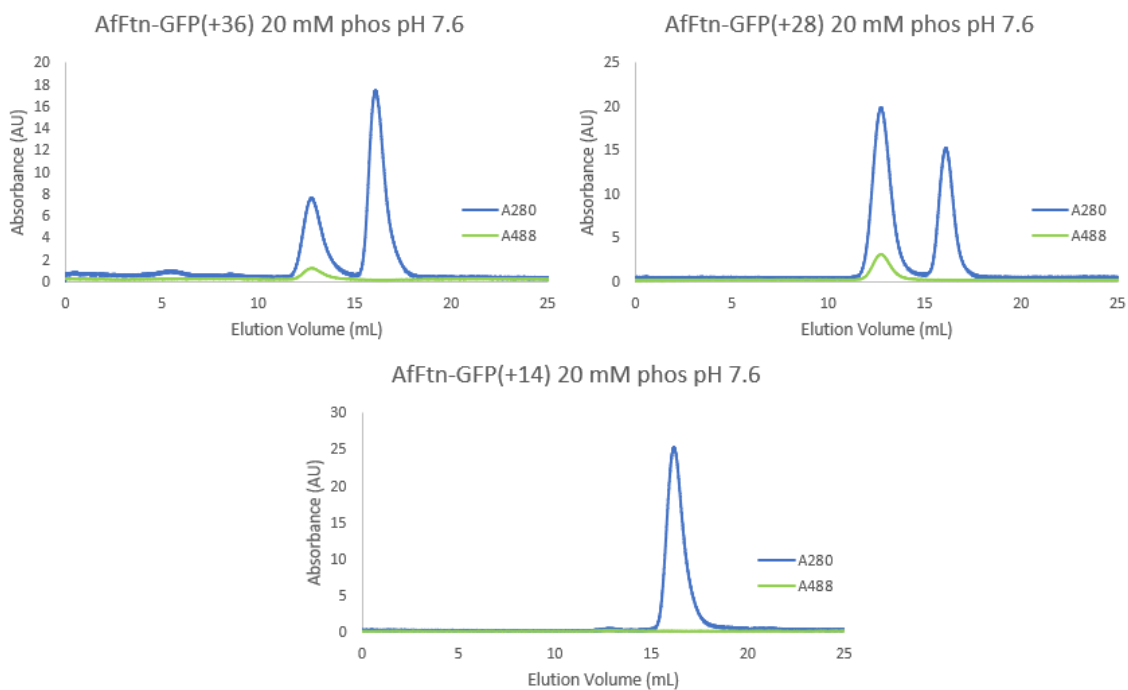 AfFtn-GFP(+36) 20 mM phos pH 7.6
20
18
16
14
12
10
8
6
4
2
0
Absorbance (AU)
A280
A488
0 5 10 15 20 25
Elution Volume (mL)
AfFtn-GFP(+28) 20 mM phos pH 7.6
25
20
15
10
5
0
Absorbance (AU)
A280
A488
0 5 10 15 20 25
Elution Volume (mL)
AfFtn-GFP(+14) 20 mM phos pH 7.6
30
25
20
15
10
5
0
Absorbance (AU)
A280
A488
0 5 10 15 20 25
Elution Volume (mL)